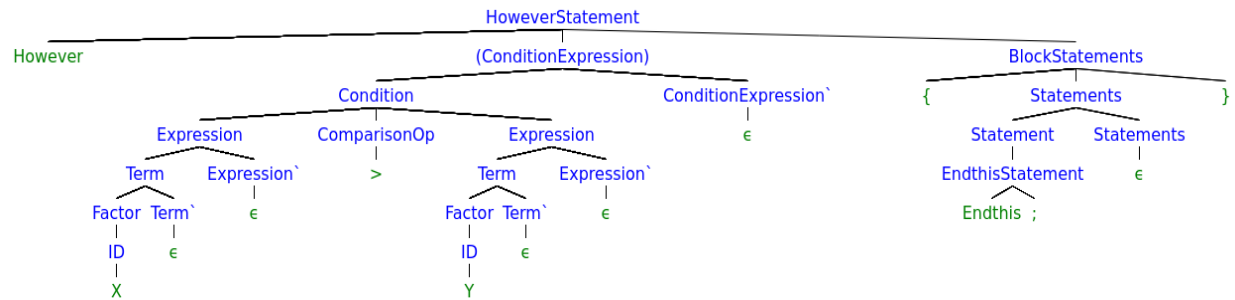 HoweverStatement
However (ConditionExpression) BlockStatements
Condition ConditionExpression` { Statements }
Expression ComparisonOp Expression ϵ Statement Statements
Term Expression` > Term Expression` EndthisStatement ϵ
Factor Term` ϵ Factor Term` ϵ Endthis ;
ID ϵ ID ϵ
X Y